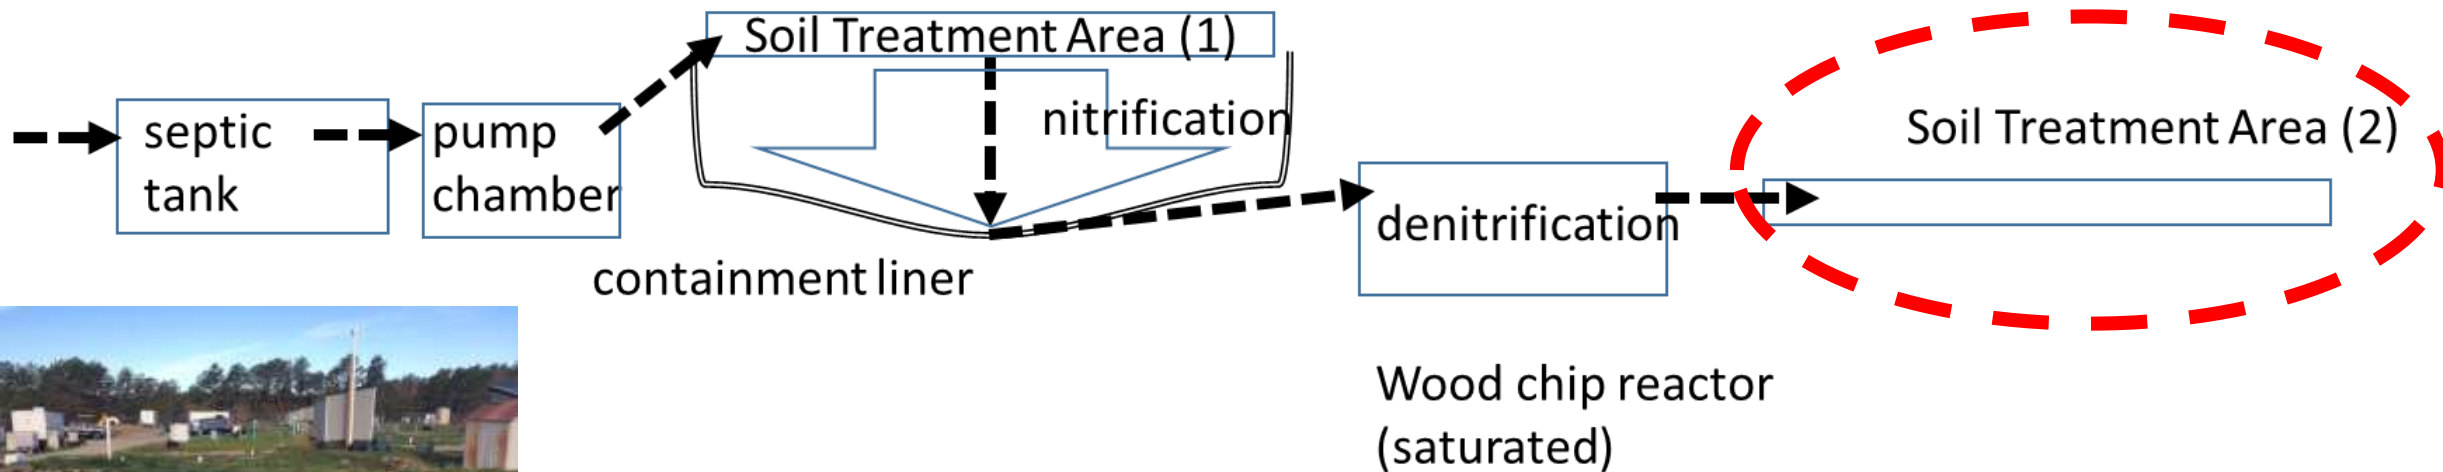 septic
tank
pump
chamber
Soil Treatment Area (1)
nitrification
containment liner
denitrification
Wood chip reactor
(saturated)
Soil Treatment Area (2)